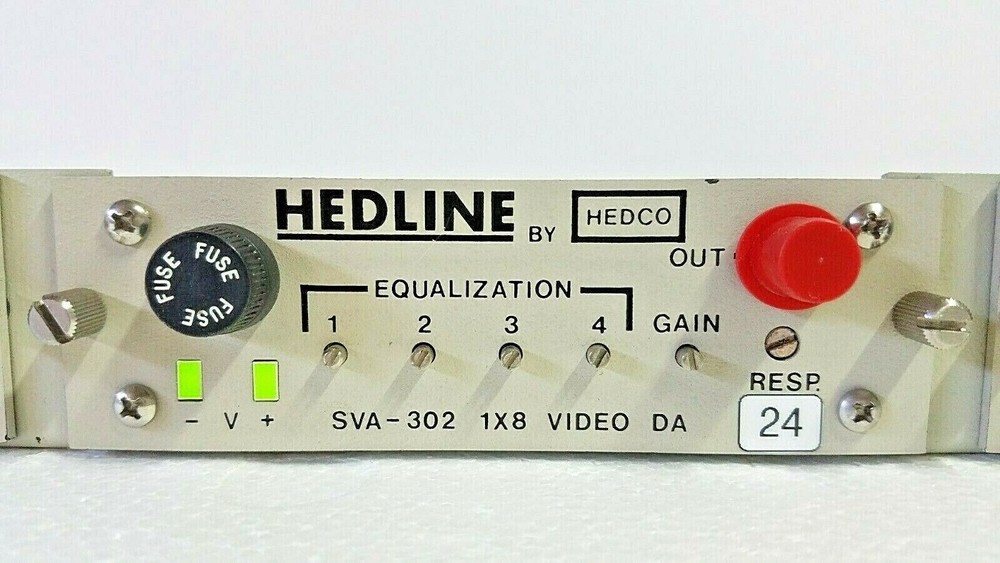 HEDLINE BY HEDCO
OUT
FUSE FUSE FUSE
EQUALIZATION
1 2 3 4 GAIN
RESP.
- V + SVA-302 1X8 VIDEO DA
24